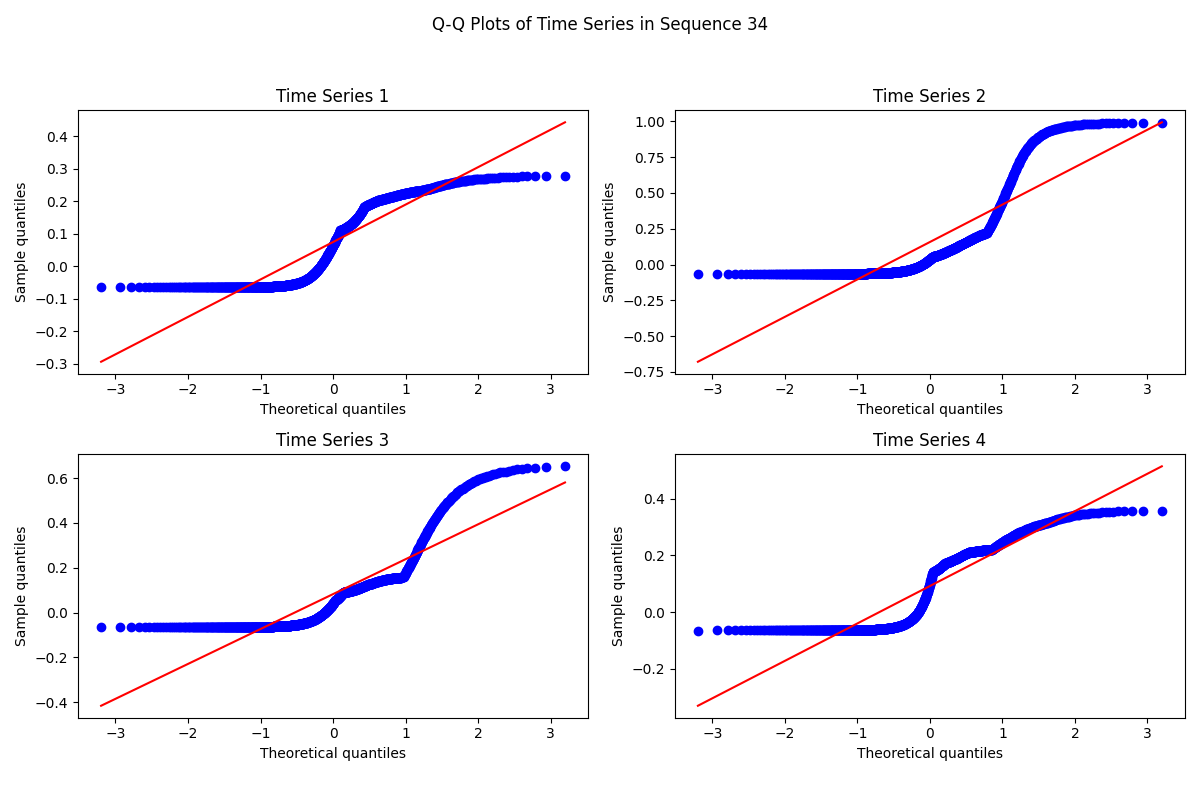 Q-Q Plots of Time Series in Sequence 34
Time Series 1
Sample quantiles
0.4
0.3
0.2
0.1
0.0
−0.1
−0.2
−0.3
−3 −2 −1 0 1 2 3
Theoretical quantiles
Time Series 2
Sample quantiles
1.00
0.75
0.50
0.25
0.00
−0.25
−0.50
−0.75
−3 −2 −1 0 1 2 3
Theoretical quantiles
Time Series 3
Sample quantiles
0.6
0.4
0.2
0.0
−0.2
−0.4
−3 −2 −1 0 1 2 3
Theoretical quantiles
Time Series 4
Sample quantiles
0.4
0.2
0.0
−0.2
−3 −2 −1 0 1 2 3
Theoretical quantiles